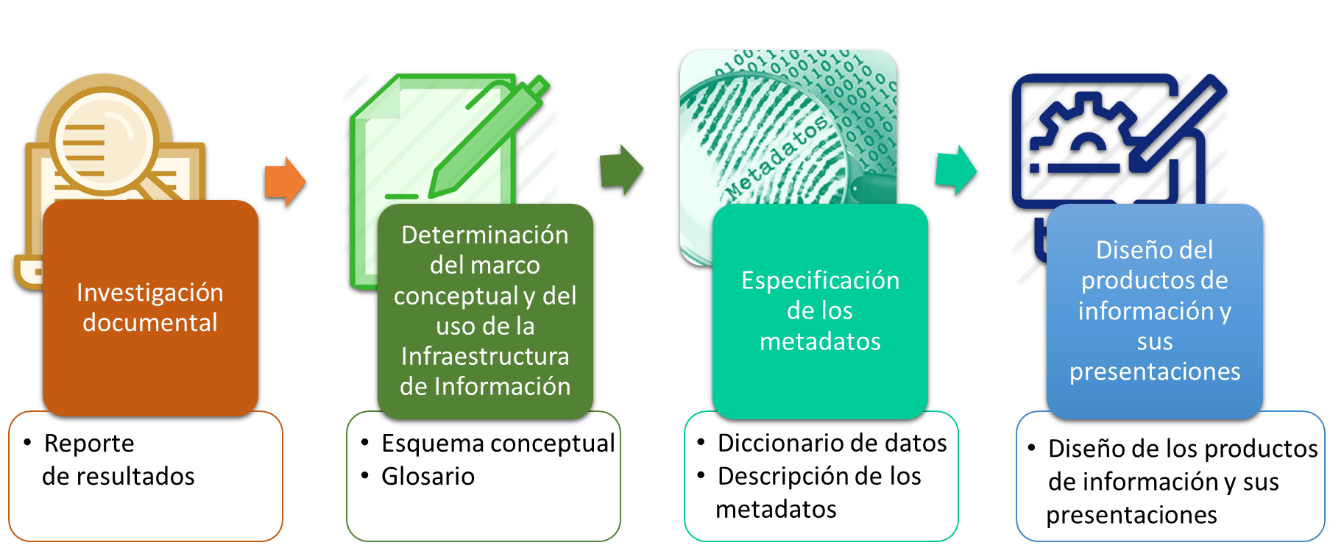 Metadatos
Investigación
documental
Determinación
del marco
conceptual y del
uso de la
Infraestructura
de Información
Especificación
de los
metadatos
Diseño del
productos de
información y
sus
presentaciones
• Reporte
de resultados
• Esquema conceptual
• Glosario
• Diccionario de datos
• Descripción de los
metadatos
• Diseño de los productos
de información y sus
presentaciones